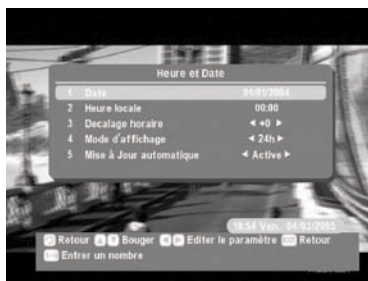 Heure et Date
1 Date 01/01/2004
2 Heure locale 00:00
3 Decalage horaire +0
4 Mode d'affichage 24h
5 Mise à Jour automatique Active
18:54 Ven. 04/03/2005
Retour Bouger Editer le paramètre Retour
Entrer un nombre